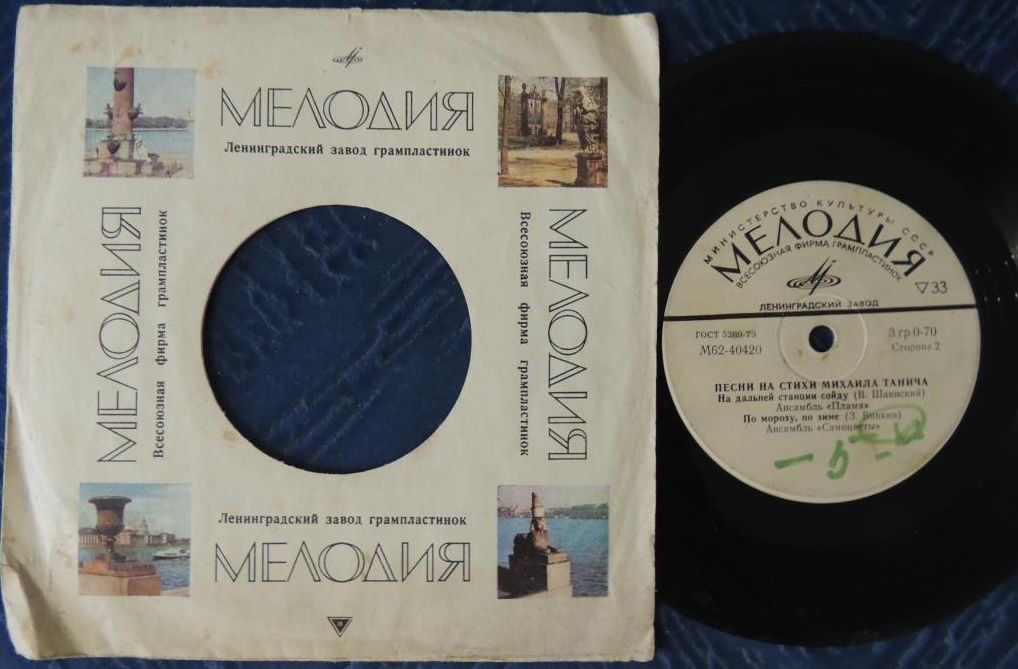 МЕЛОДИЯ
Ленинградский завод грампластинок
МЕЛОДИЯ
Всесоюзная фирма грампластинок
МЕЛОДИЯ
Всесоюзная фирма грампластинок
Ленинградский завод грампластинок
МЕЛОДИЯ
МИНИСТЕРСТВО КУЛЬТУРЫ СССР
МЕЛОДИЯ
ВСЕСОЮЗНАЯ ФИРМА ГРАМПЛАСТИНОК
33
ЛЕНИНГРАДСКИЙ ЗАВОД
ГОСТ 5289-73
3 гр 0-70
М62-40420
Сторона 2
ПЕСНИ НА СТИХИ МИХАИЛА ТАНИЧА
На дальней станции сойду (В. Шаинский)
Ансамбль «Пламя»
По морозу, по зиме (З. Бинкин)
Ансамбль «Самоцветы»